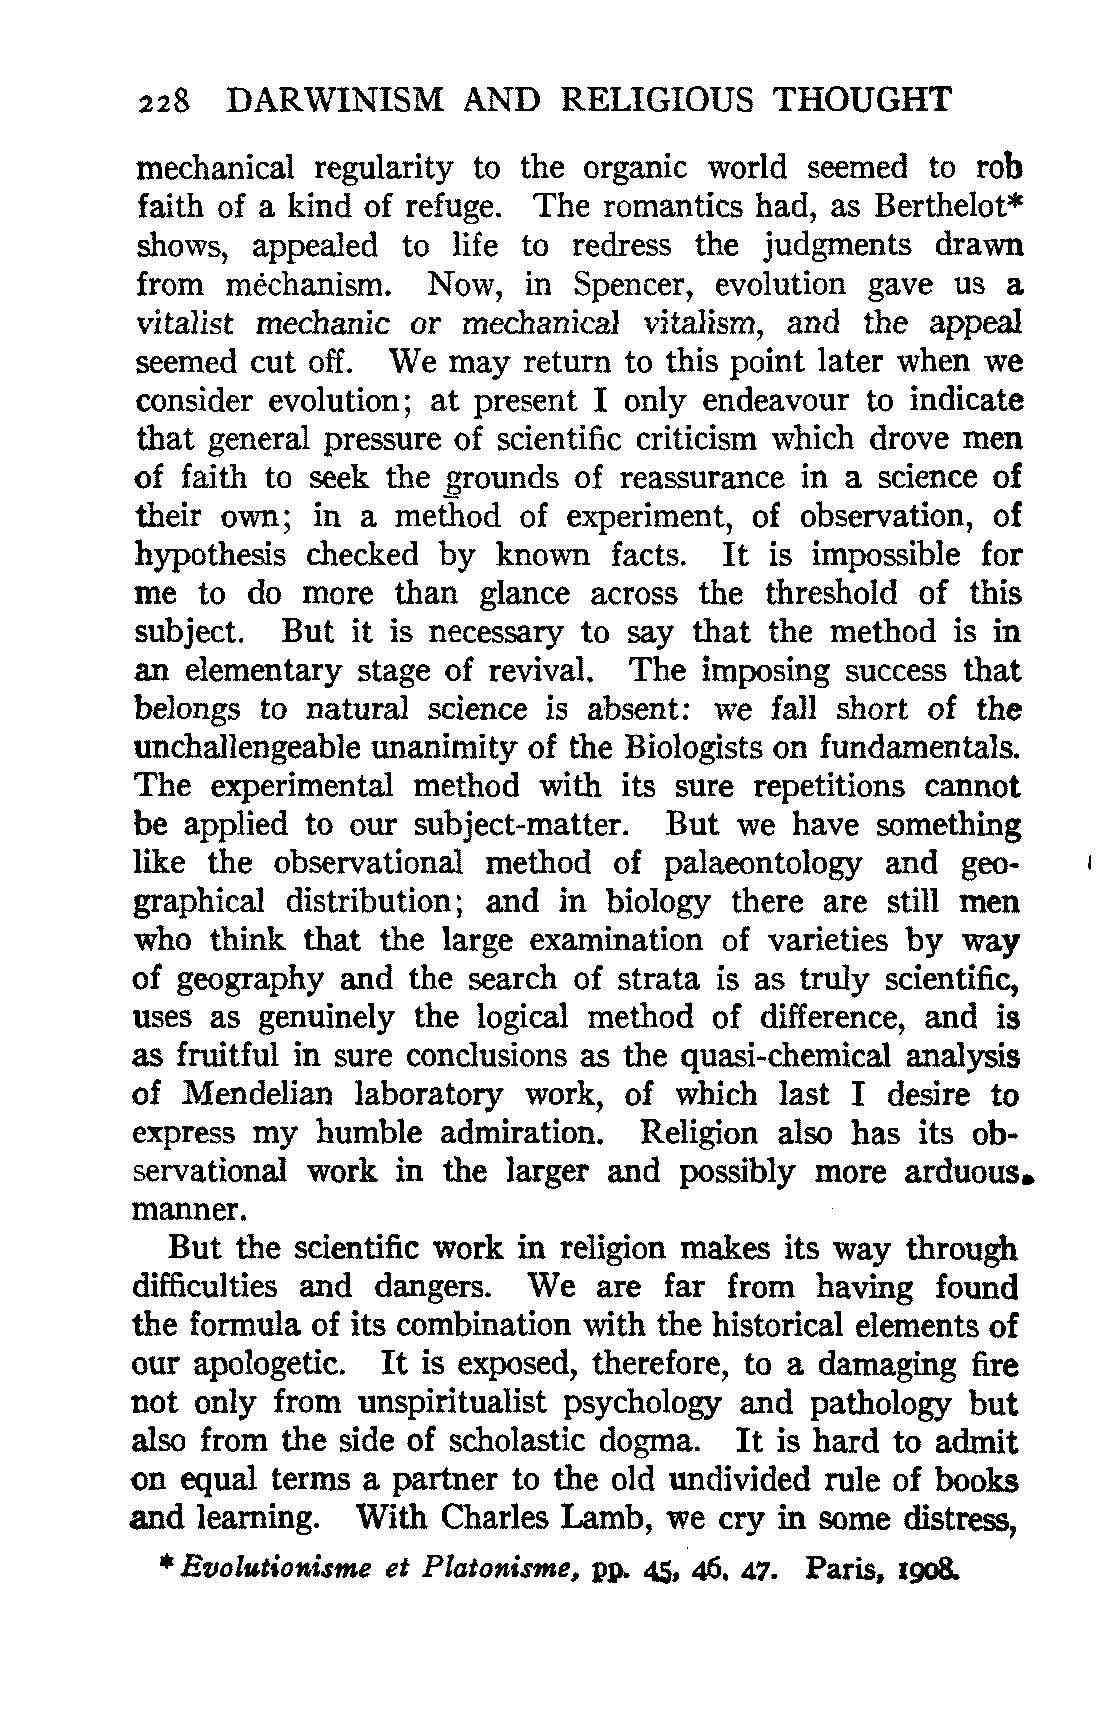 228 DARWINISM AND RELIGIOUS THOUGHT
mechanical regularity to the organic world seemed to rob
faith of a kind of refuge. The romantics had, as Berthelot*
shows, appealed to life to redress the judgments drawn
from mechanism. Now, in Spencer, evolution gave us a
vitalist mechanic or mechanical vitalism, and the appeal
seemed cut off. We may return to this point later when we
consider evolution; at present I only endeavour to indicate
that general pressure of scientific criticism which drove men
of faith to seek the grounds of reassurance in a science of
their own; in a method of experiment, of observation, of
hypothesis checked by known facts. It is impossible for
me to do more than glance across the threshold of this
subject. But it is necessary to say that the method is in
an elementary stage of revival. The imposing success that
belongs to natural science is absent: we fall short of the
unchallengeable unanimity of the Biologists on fundamentals.
The experimental method with its sure repetitions cannot
be applied to our subject-matter. But we have something
like the observational method of palaeontology and geo-
graphical distribution; and in biology there are still men
who think that the large examination of varieties by way
of geography and the search of strata is as truly scientific,
uses as genuinely the logical method of difference, and is
as fruitful in sure conclusions as the quasi-chemical analysis
of Mendelian laboratory work, of which last I desire to
express my humble admiration. Religion also has its ob-
servational work in the larger and possibly more arduous
manner.
But the scientific work in religion makes its way through
difficulties and dangers. We are far from having found
the formula of its combination with the historical elements of
our apologetic. It is exposed, therefore, to a damaging fire
not only from unspiritualist psychology and pathology but
also from the side of scholastic dogma. It is hard to admit
on equal terms a partner to the old undivided rule of books
and learning. With Charles Lamb, we cry in some distress,
* Evolutionisme et Platonisme, pp. 45, 46, 47. Paris, 1908.